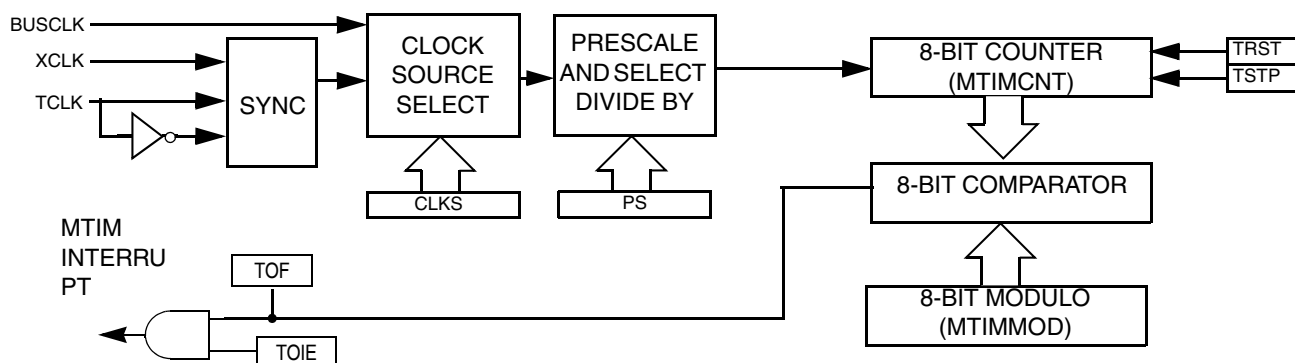 BUSCLK
XCLK
TCLK
SYNC
CLOCK
SOURCE
SELECT
CLKS
PRESCALE
AND SELECT
DIVIDE BY
PS
8-BIT COUNTER
(MTIMCNT)
TRST
TSTP
8-BIT COMPARATOR
8-BIT MODULO
(MTIMMOD)
MTIM
INTERRU
PT
TOF
TOIE